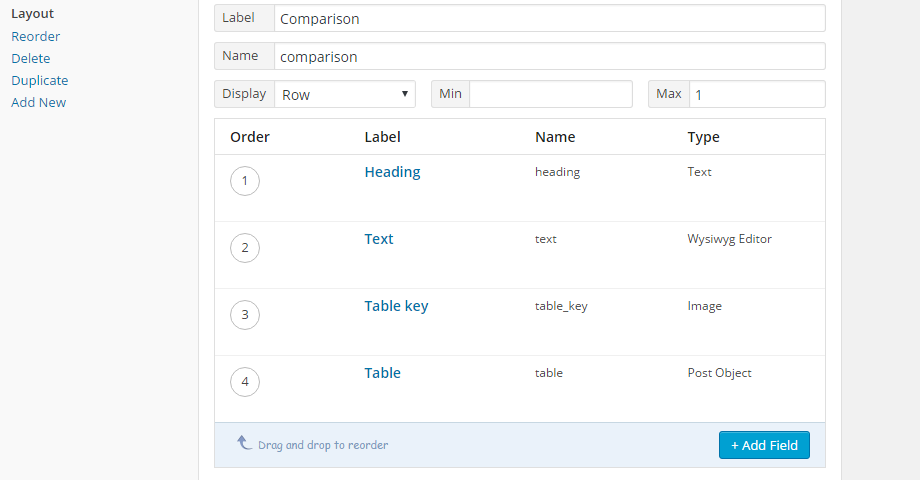 Layout
Reorder
Delete
Duplicate
Add New
Label Comparison
Name comparison
Display Row Min Max 1
Order Label Name Type
1 Heading heading Text
2 Text text Wysiwyg Editor
3 Table key table_key Image
4 Table table Post Object
Drag and drop to reorder + Add Field